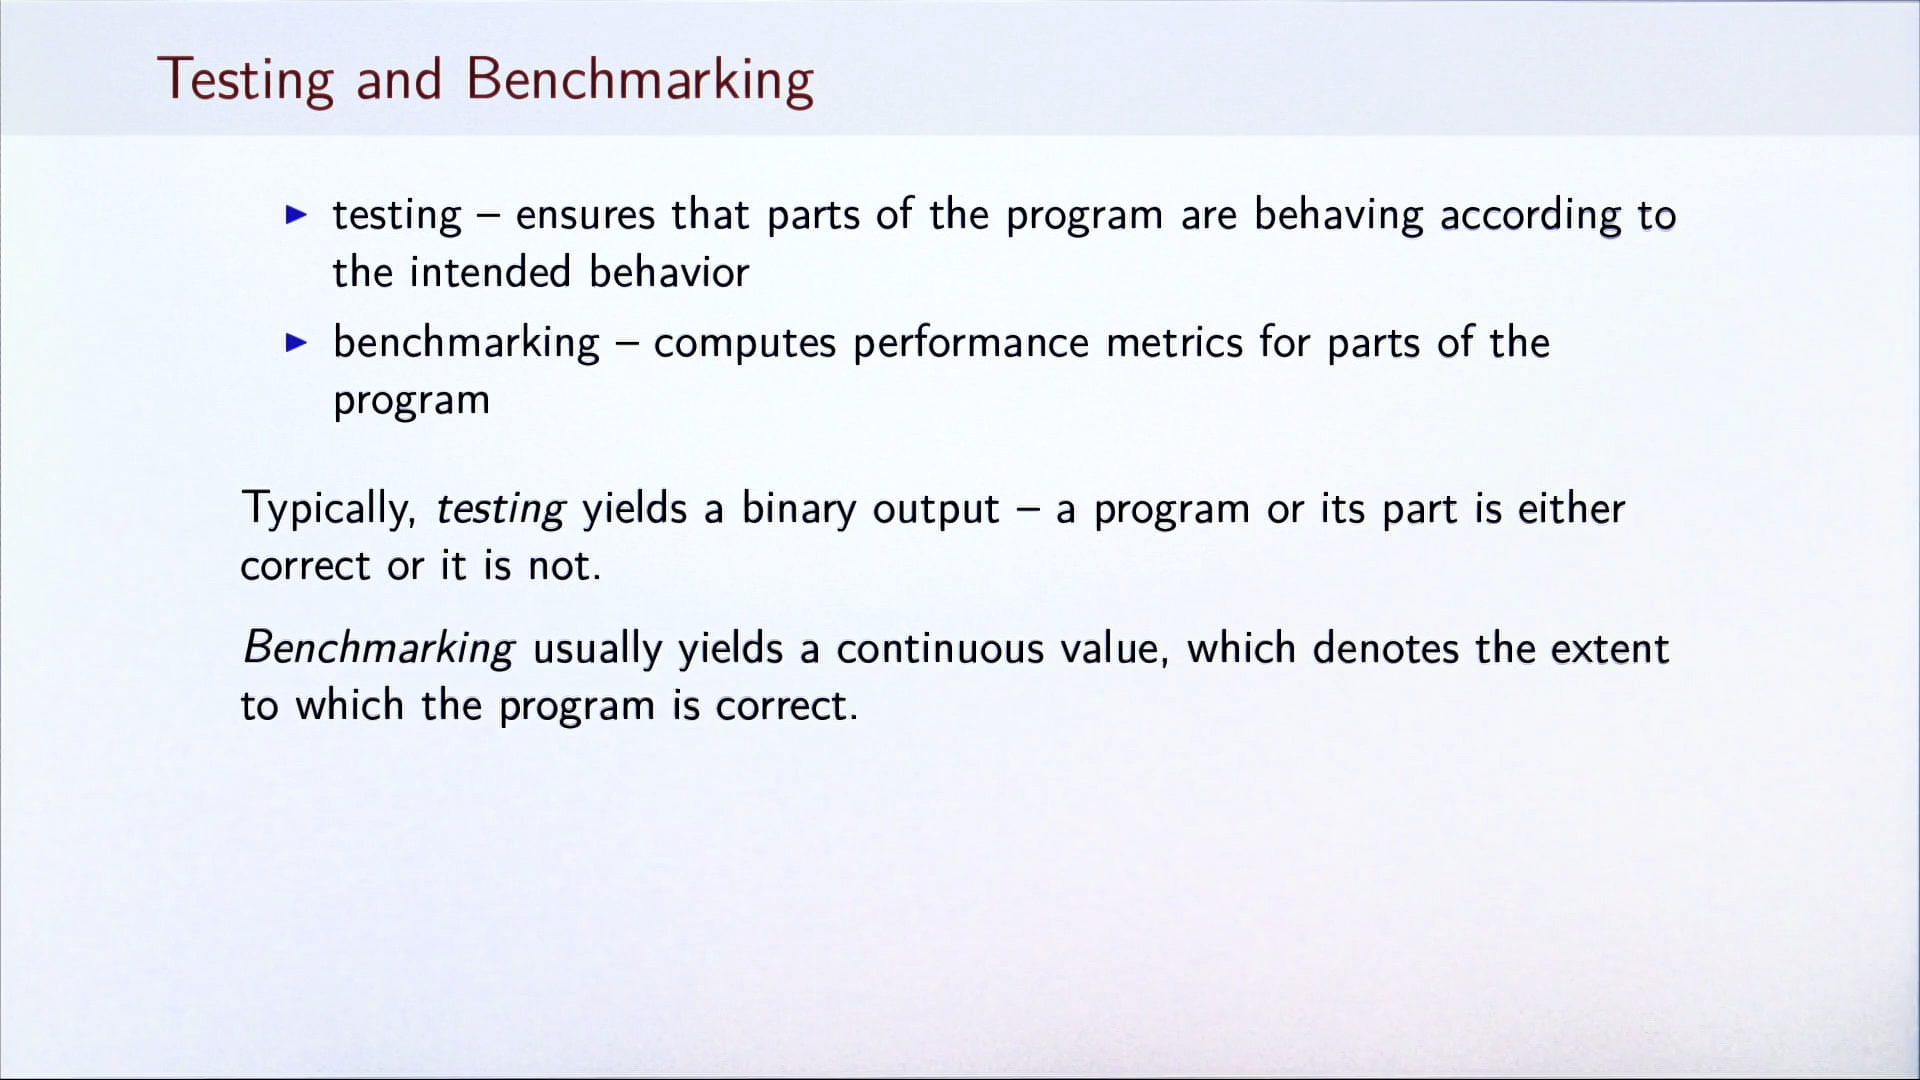 Testing and Benchmarking
▶ testing – ensures that parts of the program are behaving according to
the intended behavior
▶ benchmarking – computes performance metrics for parts of the
program
Typically, testing yields a binary output – a program or its part is either
correct or it is not.
Benchmarking usually yields a continuous value, which denotes the extent
to which the program is correct.